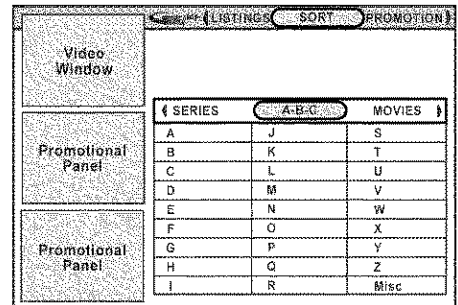 LISTINGS SORT PROMOTION
Video
Window
SERIES A-B-C MOVIES
A J S
B K T
C L U
Promotional
Panel
D M V
E N W
F O X
G P Y
Promotional
Panel
H Q Z
I R Misc